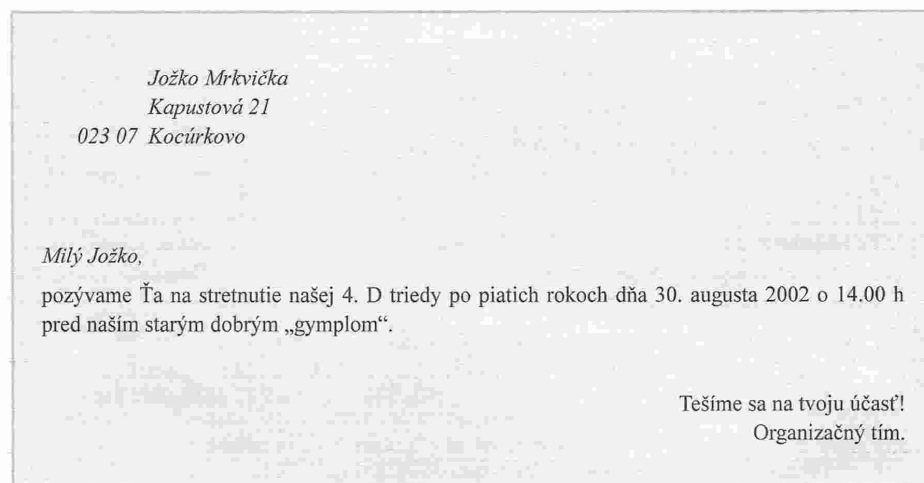 Jožko Mrkvička
Kapustová 21
023 07 Kocúrkovo
Milý Jožko,
pozývame Ťa na stretnutie našej 4. D triedy po piatich rokoch dňa 30. augusta 2002 o 14.00 h
pred naším starým dobrým „gymplom“.
Tešíme sa na tvoju účasť!
Organizačný tím.